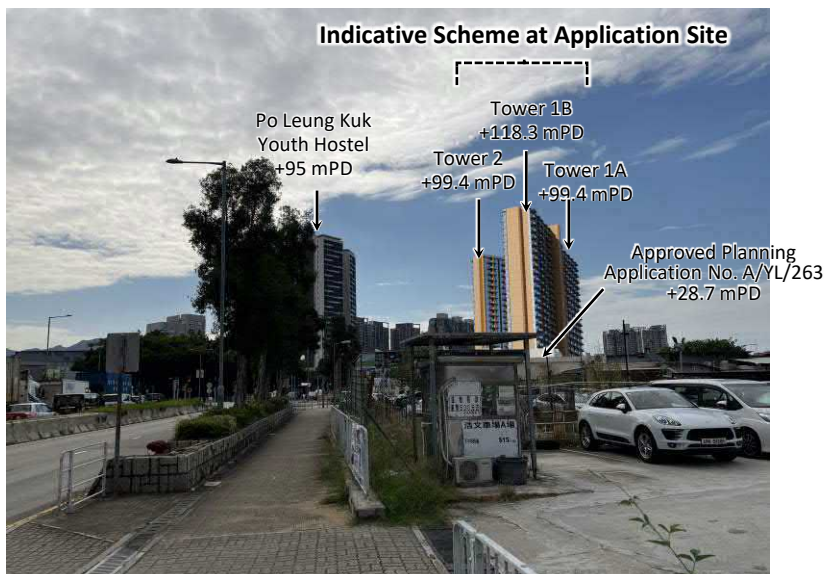 Indicative Scheme at Application Site
Tower 1B
+118.3 mPD
Po Leung Kuk
Youth Hostel
+95 mPD
Tower 2
+99.4 mPD
Tower 1A
+99.4 mPD
Approved Planning
Application No. A/YL/263
+28.7 mPD